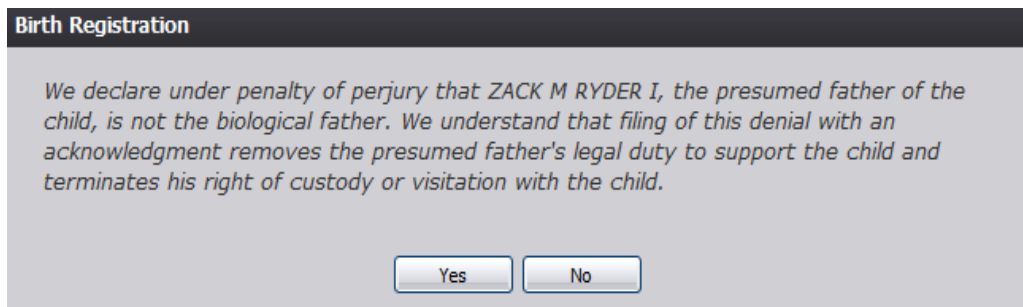 Birth Registration
We declare under penalty of perjury that ZACK M RYDER I, the presumed father of the
child, is not the biological father. We understand that filing of this denial with an
acknowledgment removes the presumed father's legal duty to support the child and
terminates his right of custody or visitation with the child.
Yes No